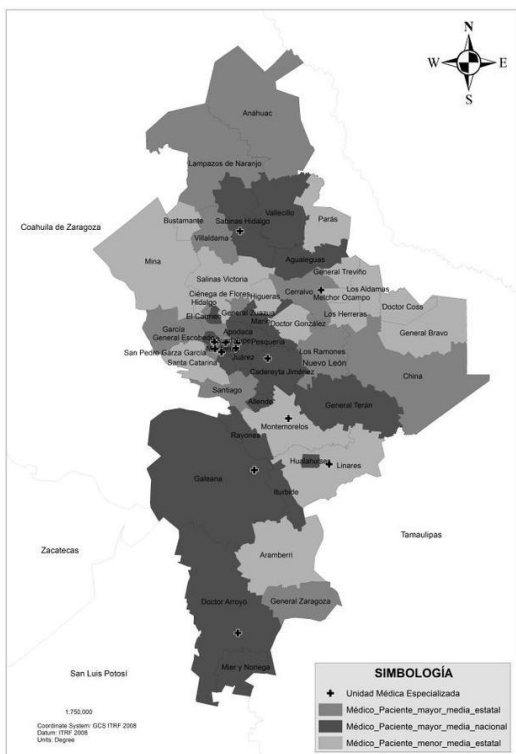 N
W E
S
Anáhuac
Lampazos de Naranjo
Coahuila de Zaragoza
Bustamante
Sabinas Hidalgo
Vallecillo
Parás
Villaldama
Mina
Agualeguas
General Treviño
Salinas Victoria
Cerralvo
Los Aldamas
Melchor Ocampo
Ciénega de Flores
Higueras
Doctor Coss
Hidalgo
General Zuazua
Los Herreras
El Carmen
Marín
Doctor González
General Bravo
García
Apodaca
General Escobedo
Pesquería
San Pedro Garza García
Juárez
Los Ramones
Nuevo León
Santa Catarina
Cadereyta Jiménez
China
Santiago
Allende
General Terán
Montemorelos
Rayones
Hualahuises
Linares
Galeana
Iturbide
Tamaulipas
Zacatecas
Aramberri
Doctor Arroyo
General Zaragoza
San Luis Potosí
Mier y Noriega
SIMBOLOGÍA
Unidad Médica Especializada
Médico_Paciente_mayor_media_estatal
Médico_Paciente_mayor_media_nacional
Médico_Paciente_menor_media_estatal
1:750,000
Coordinate System: GCS ITRF 2008
Datum: ITRF 2008
Units: Degree